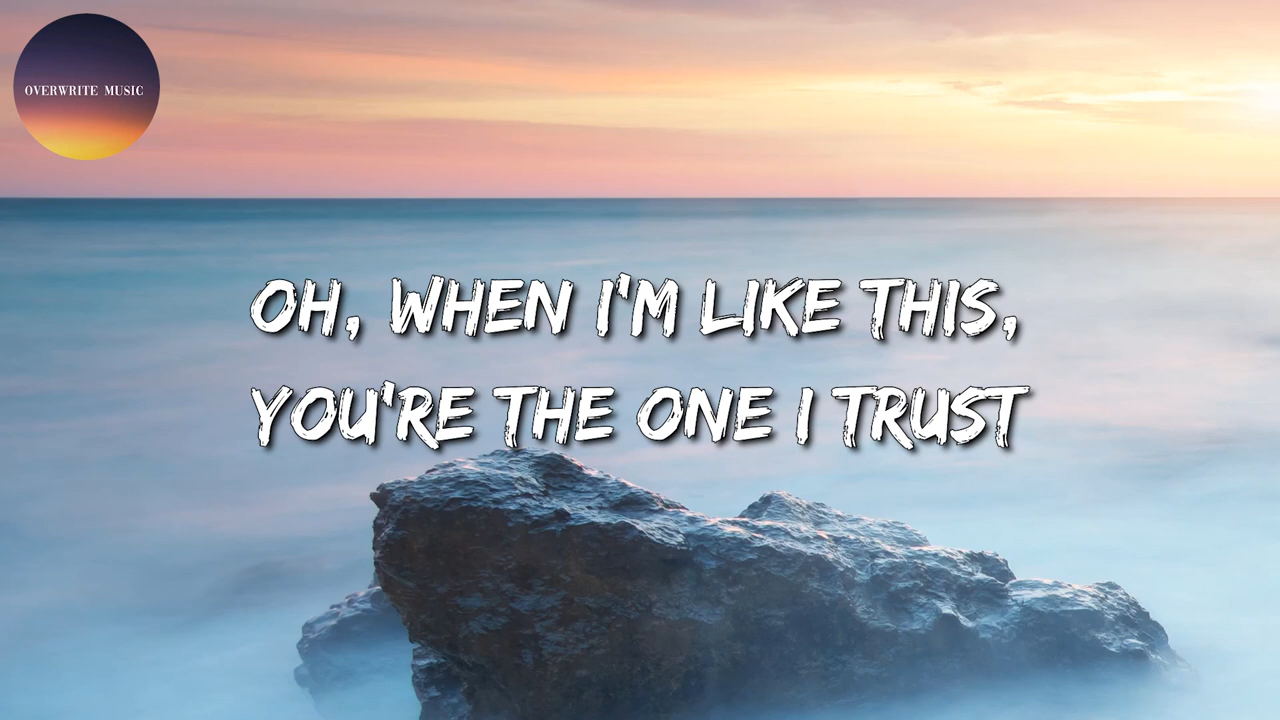 OVERWRITE MUSIC
OH, WHEN I'M LIKE THIS,
YOU'RE THE ONE I TRUST